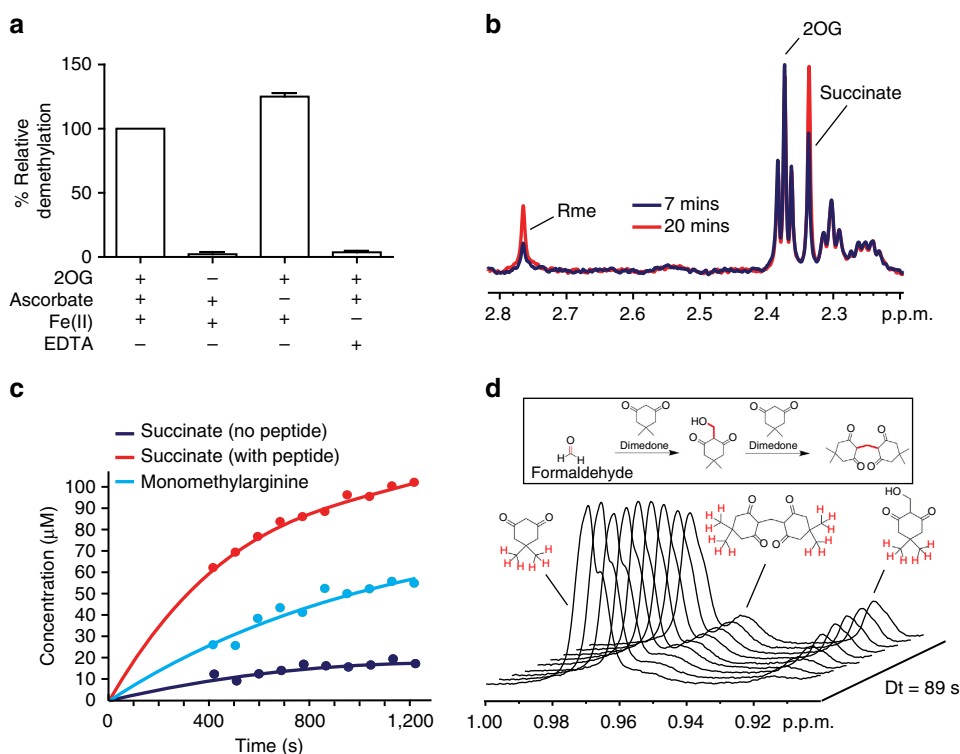 a
150
100
50
0
% Relative
demethylation
2OG + – + +
Ascorbate + + – +
Fe(II) + + + –
EDTA – – – +
b
2OG
Succinate
Rme
7 mins
20 mins
2.8 2.7 2.6 2.5 2.4 2.3 p.p.m.
c
Succinate (no peptide)
Succinate (with peptide)
Monomethylarginine
100
90
80
70
60
50
40
30
20
10
0
Concentration (μM)
0 400 800 1,200
Time (s)
d
O O
O O
HO
O O
O O
O O
H H
O
Dimedone
Dimedone
Formaldehyde
O O
H H H H H H
O O
O O
H H H H H H
H H H H H H
HO
O O
H H H H H H
Dt = 89 s
1.00 0.98 0.96 0.94 0.92 p.p.m.